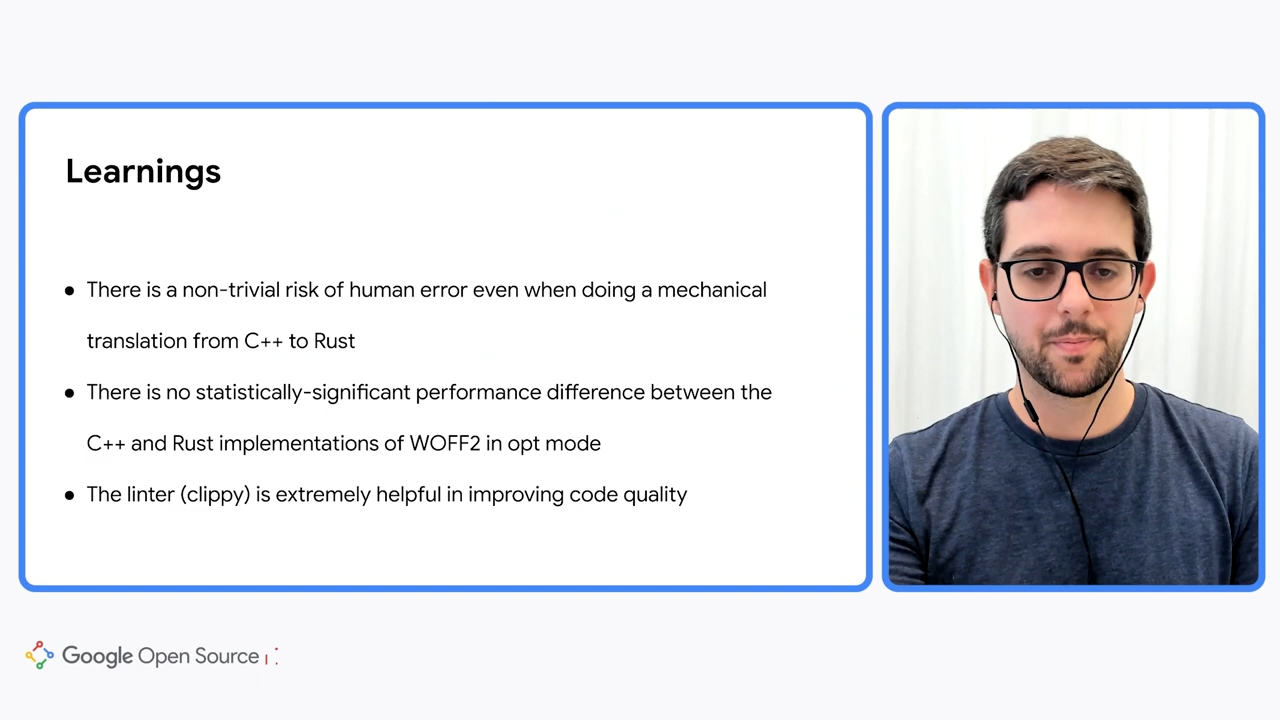 Learnings
● There is a non-trivial risk of human error even when doing a mechanical
translation from C++ to Rust
● There is no statistically-significant performance difference between the
C++ and Rust implementations of WOFF2 in opt mode
● The linter (clippy) is extremely helpful in improving code quality
Google Open Source